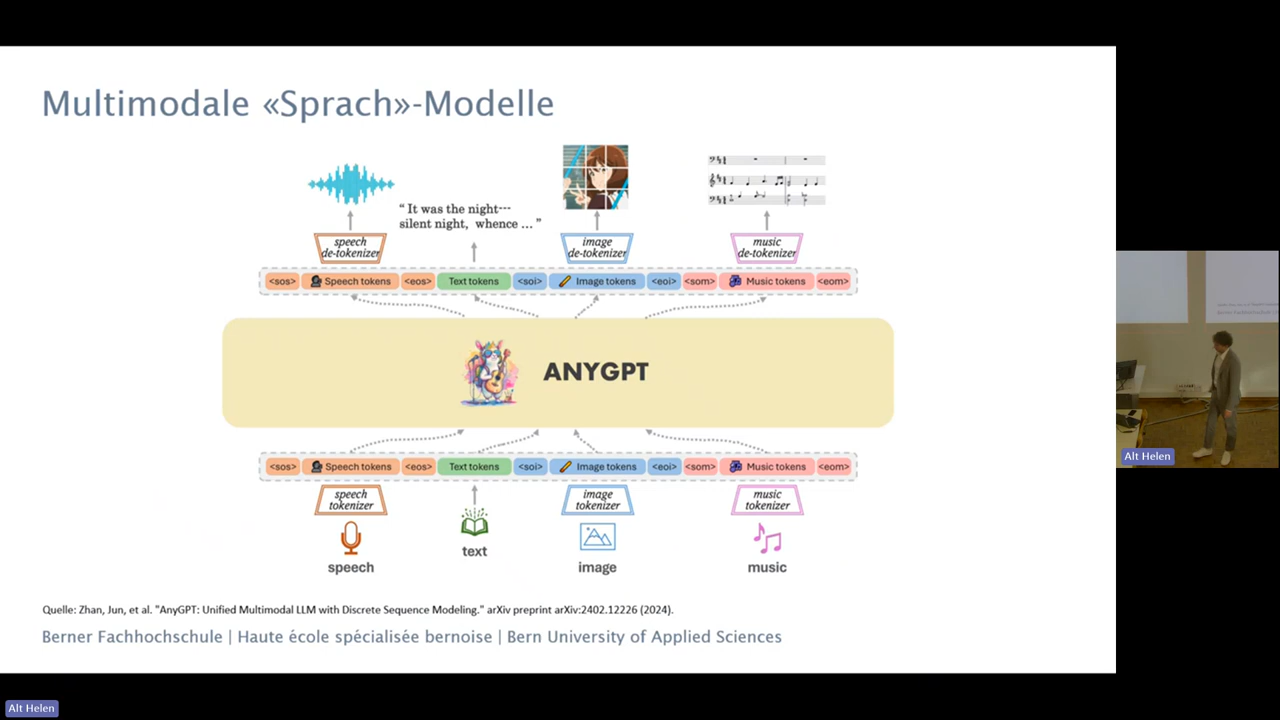 Multimodale «Sprach»-Modelle
“ It was the night---
silent night, whence ... ”
speech
de-tokenizer
image
de-tokenizer
music
de-tokenizer
<sos> Speech tokens <eos> Text tokens <soi> Image tokens <eoi> <som> Music tokens <eom>
ANYGPT
<sos> Speech tokens <eos> Text tokens <soi> Image tokens <eoi> <som> Music tokens <eom>
speech
tokenizer
image
tokenizer
music
tokenizer
speech
text
image
music
Quelle: Zhan, Jun, et al. "AnyGPT: Unified Multimodal LLM with Discrete Sequence Modeling." arXiv preprint arXiv:2402.12226 (2024).
Berner Fachhochschule | Haute école spécialisée bernoise | Bern University of Applied Sciences
Alt Helen
Alt Helen